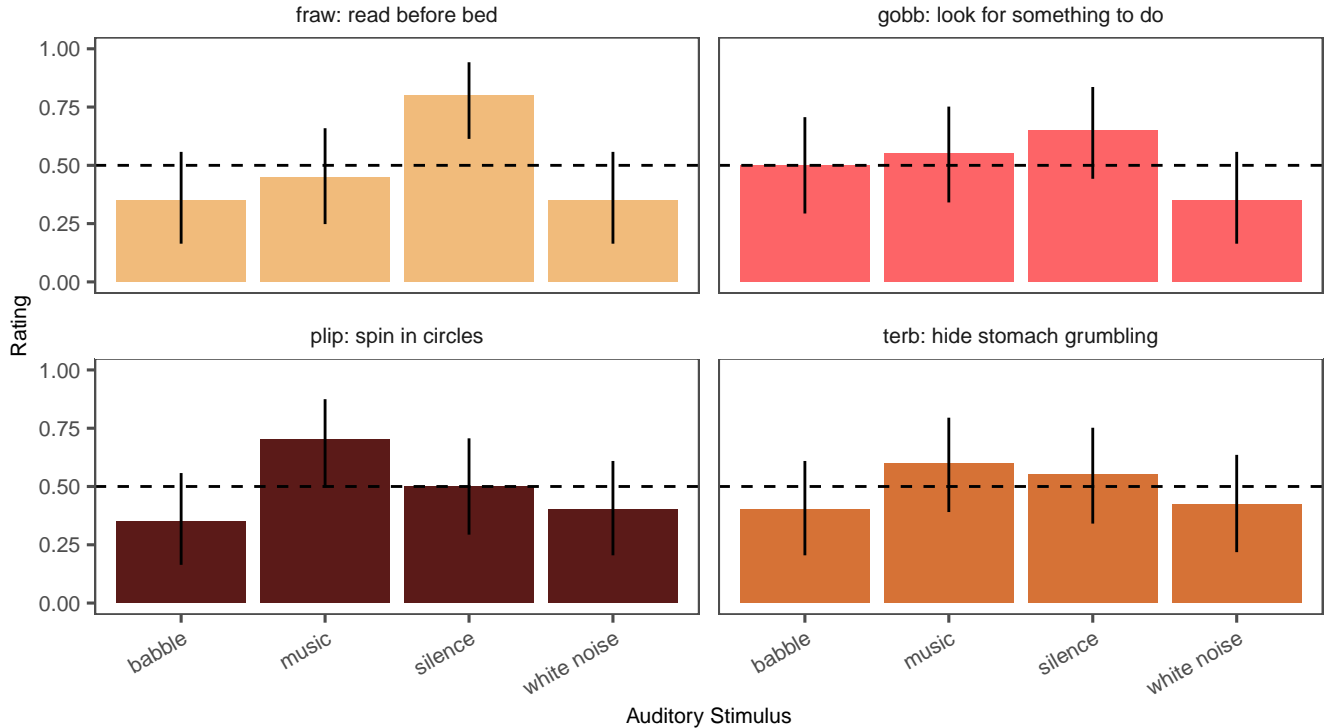 fraw: read before bed
gobb: look for something to do
1.00
0.75
0.50
0.25
0.00
Rating
plip: spin in circles
terb: hide stomach grumbling
1.00
0.75
0.50
0.25
0.00
babble
music
silence
white noise
babble
music
silence
white noise
Auditory Stimulus